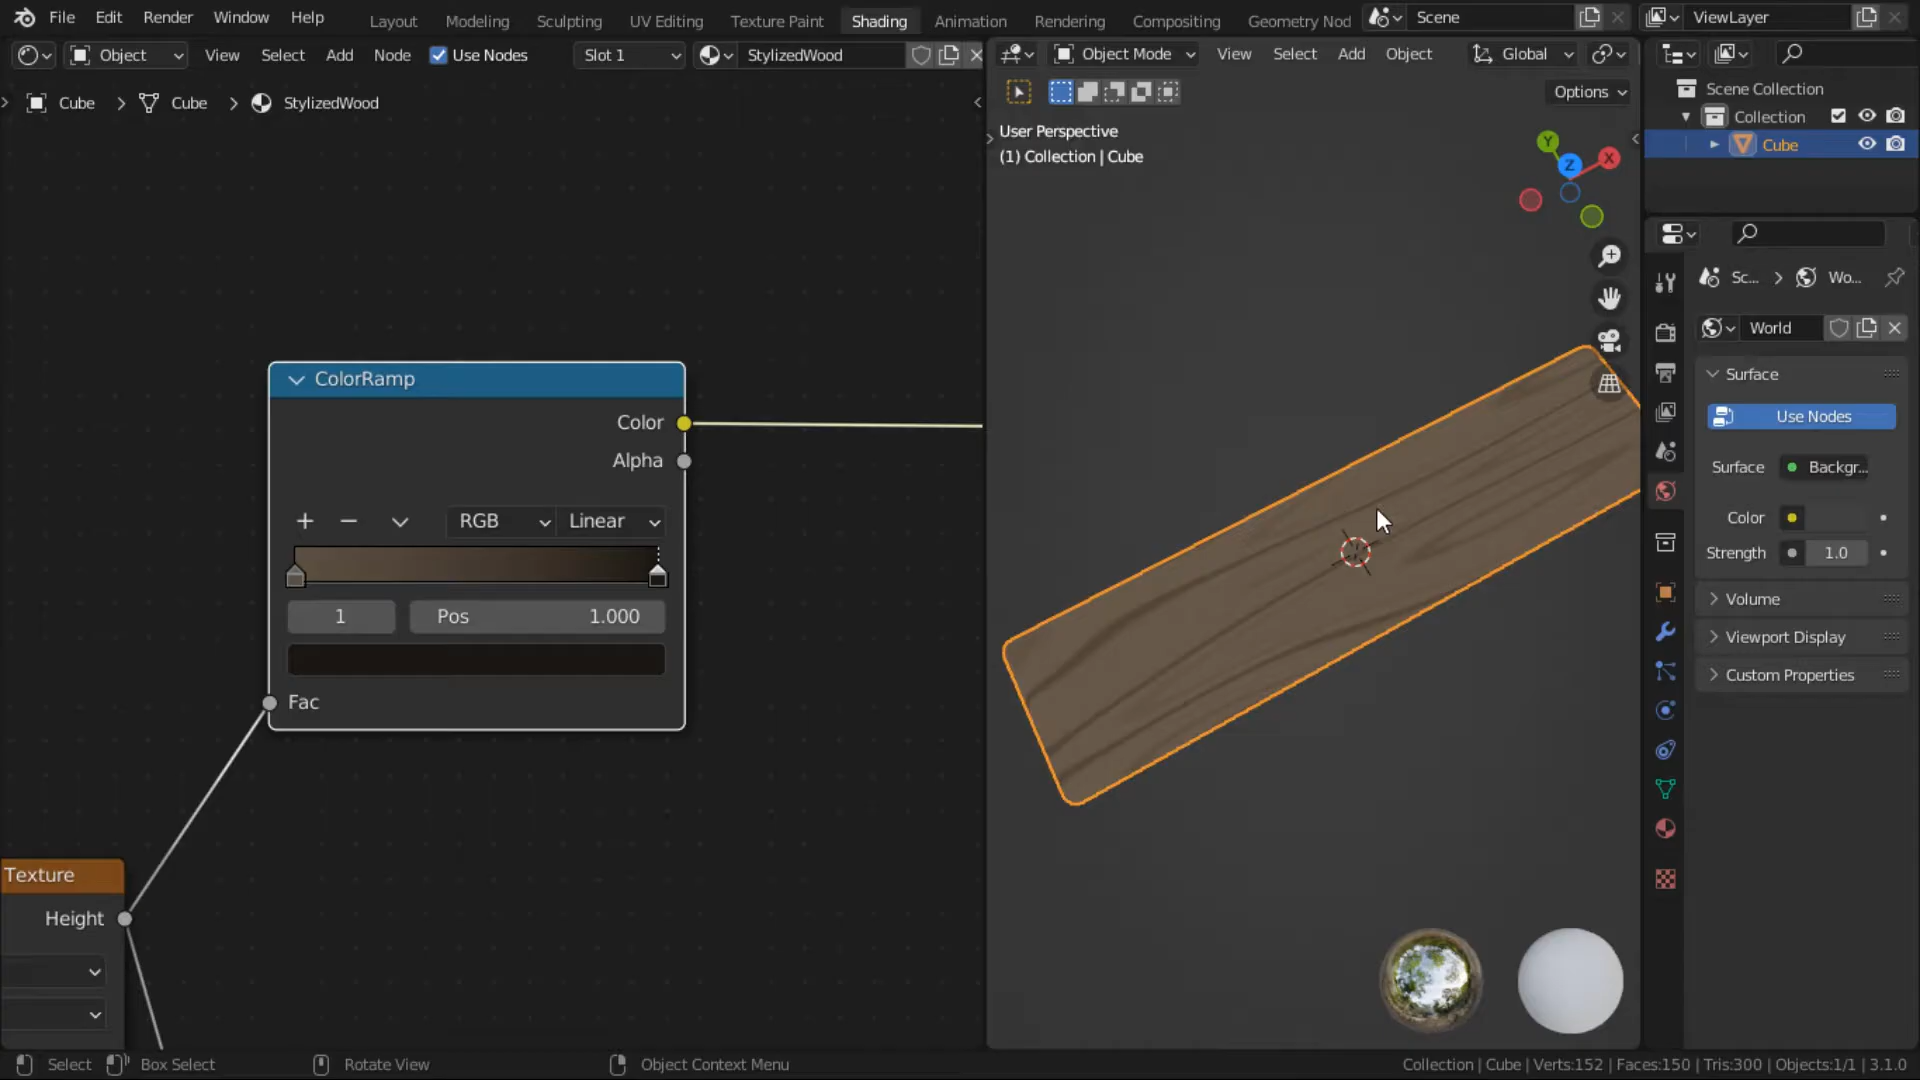 File Edit Render Window Help
Layout Modeling Sculpting UV Editing Texture Paint Shading Animation Rendering Compositing Geometry Nod
Scene
ViewLayer
Object View Select Add Node Use Nodes Slot 1 StylizedWood
Object Mode View Select Add Object Global
Cube > Cube > StylizedWood
Options
Scene Collection
Collection
Cube
User Perspective
(1) Collection | Cube
Y
X
Z
Sc... > Wo...
World
Surface
Use Nodes
Surface Backgr...
Color
Strength 1.0
Volume
Viewport Display
Custom Properties
ColorRamp
Color
Alpha
RGB Linear
1 Pos 1.000
Fac
Texture
Height
Select Box Select Rotate View Object Context Menu
Collection | Cube | Verts:152 | Faces:150 | Tris:300 | Objects:1/1 | 3.1.0